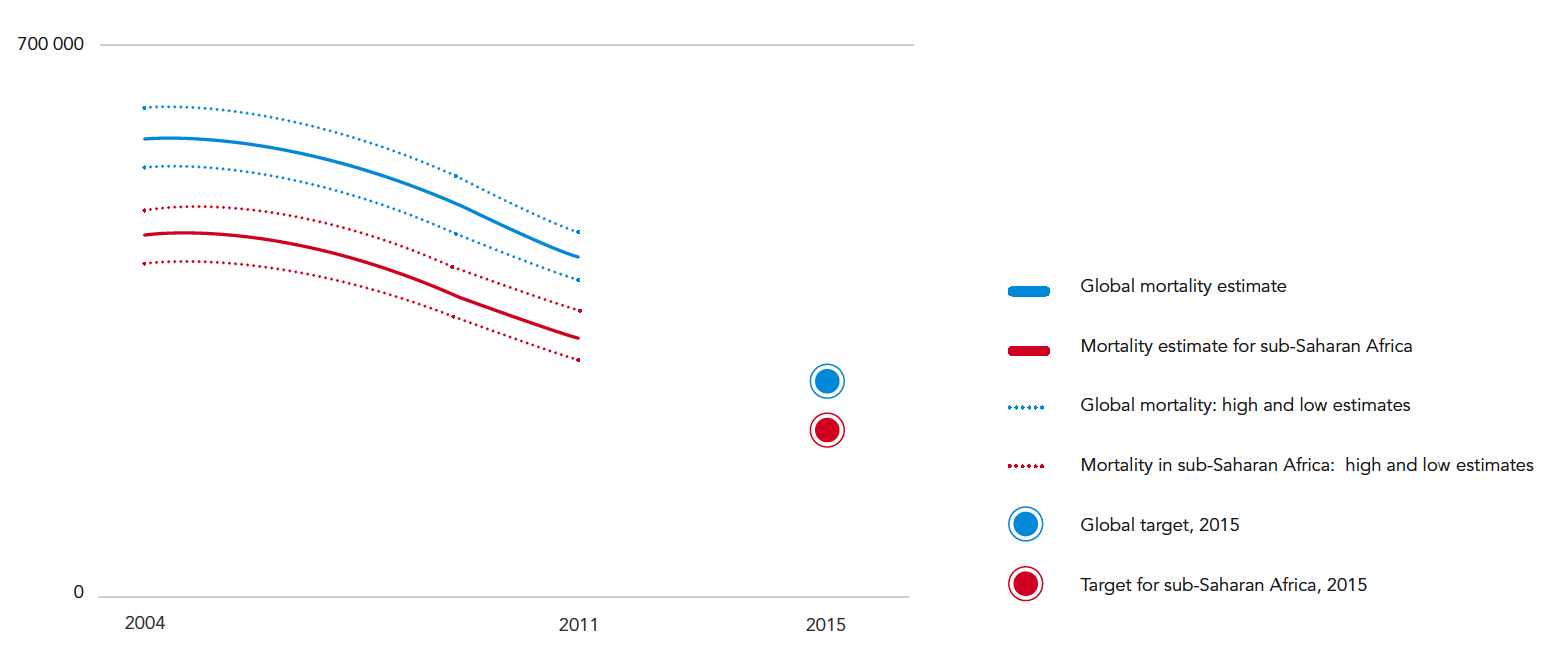 700 000
0
2004
2011
2015
Global mortality estimate
Mortality estimate for sub-Saharan Africa
Global mortality: high and low estimates
Mortality in sub-Saharan Africa:  high and low estimates
Global target, 2015
Target for sub-Saharan Africa, 2015